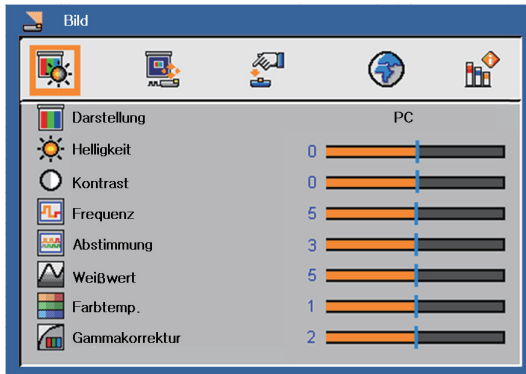 Bild
Darstellung PC
Helligkeit 0
Kontrast 0
Frequenz 5
Abstimmung 3
Weißwert 5
Farbtemp. 1
Gammakorrektur 2